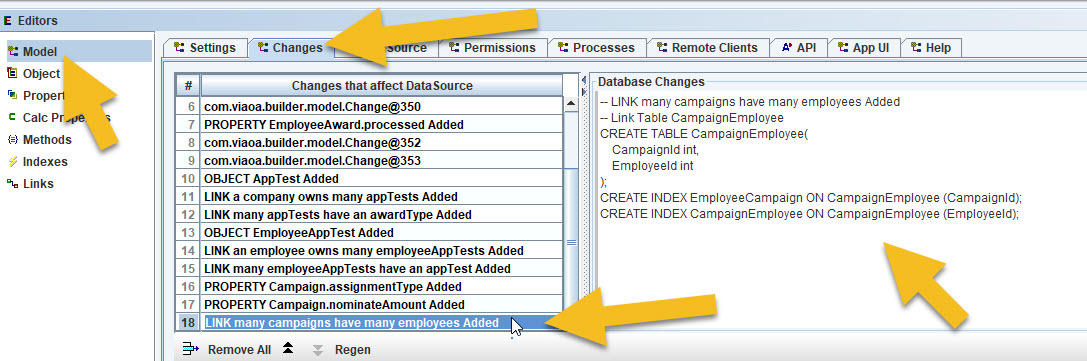 Editors
Model
Object
Calc
Methods
Indexes
Links
Settings
Changes
Permissions
Processes
Remote Clients
API
App UI
Help
# Changes that affect DataSource
6 com.viaoa.builder.model.Change@350
7 PROPERTY EmployeeAward.processed Added
8 com.viaoa.builder.model.Change@352
9 com.viaoa.builder.model.Change@353
10 OBJECT AppTest Added
11 LINK a company owns many appTests Added
12 LINK many appTests have an awardType Added
13 OBJECT EmployeeAppTest Added
14 LINK an employee owns many employeeAppTests Added
15 LINK many employeeAppTests have an appTest Added
16 PROPERTY Campaign.assignmentType Added
17 PROPERTY Campaign.nominateAmount Added
18 LINK many campaigns have many employees Added
Remove All
Regen
Database Changes
-- LINK many campaigns have many employees Added
-- Link Table CampaignEmployee
CREATE TABLE CampaignEmployee(
CampaignId int,
EmployeeId int
);
CREATE INDEX EmployeeCampaign ON CampaignEmployee (CampaignId);
CREATE INDEX CampaignEmployee ON CampaignEmployee (EmployeeId);